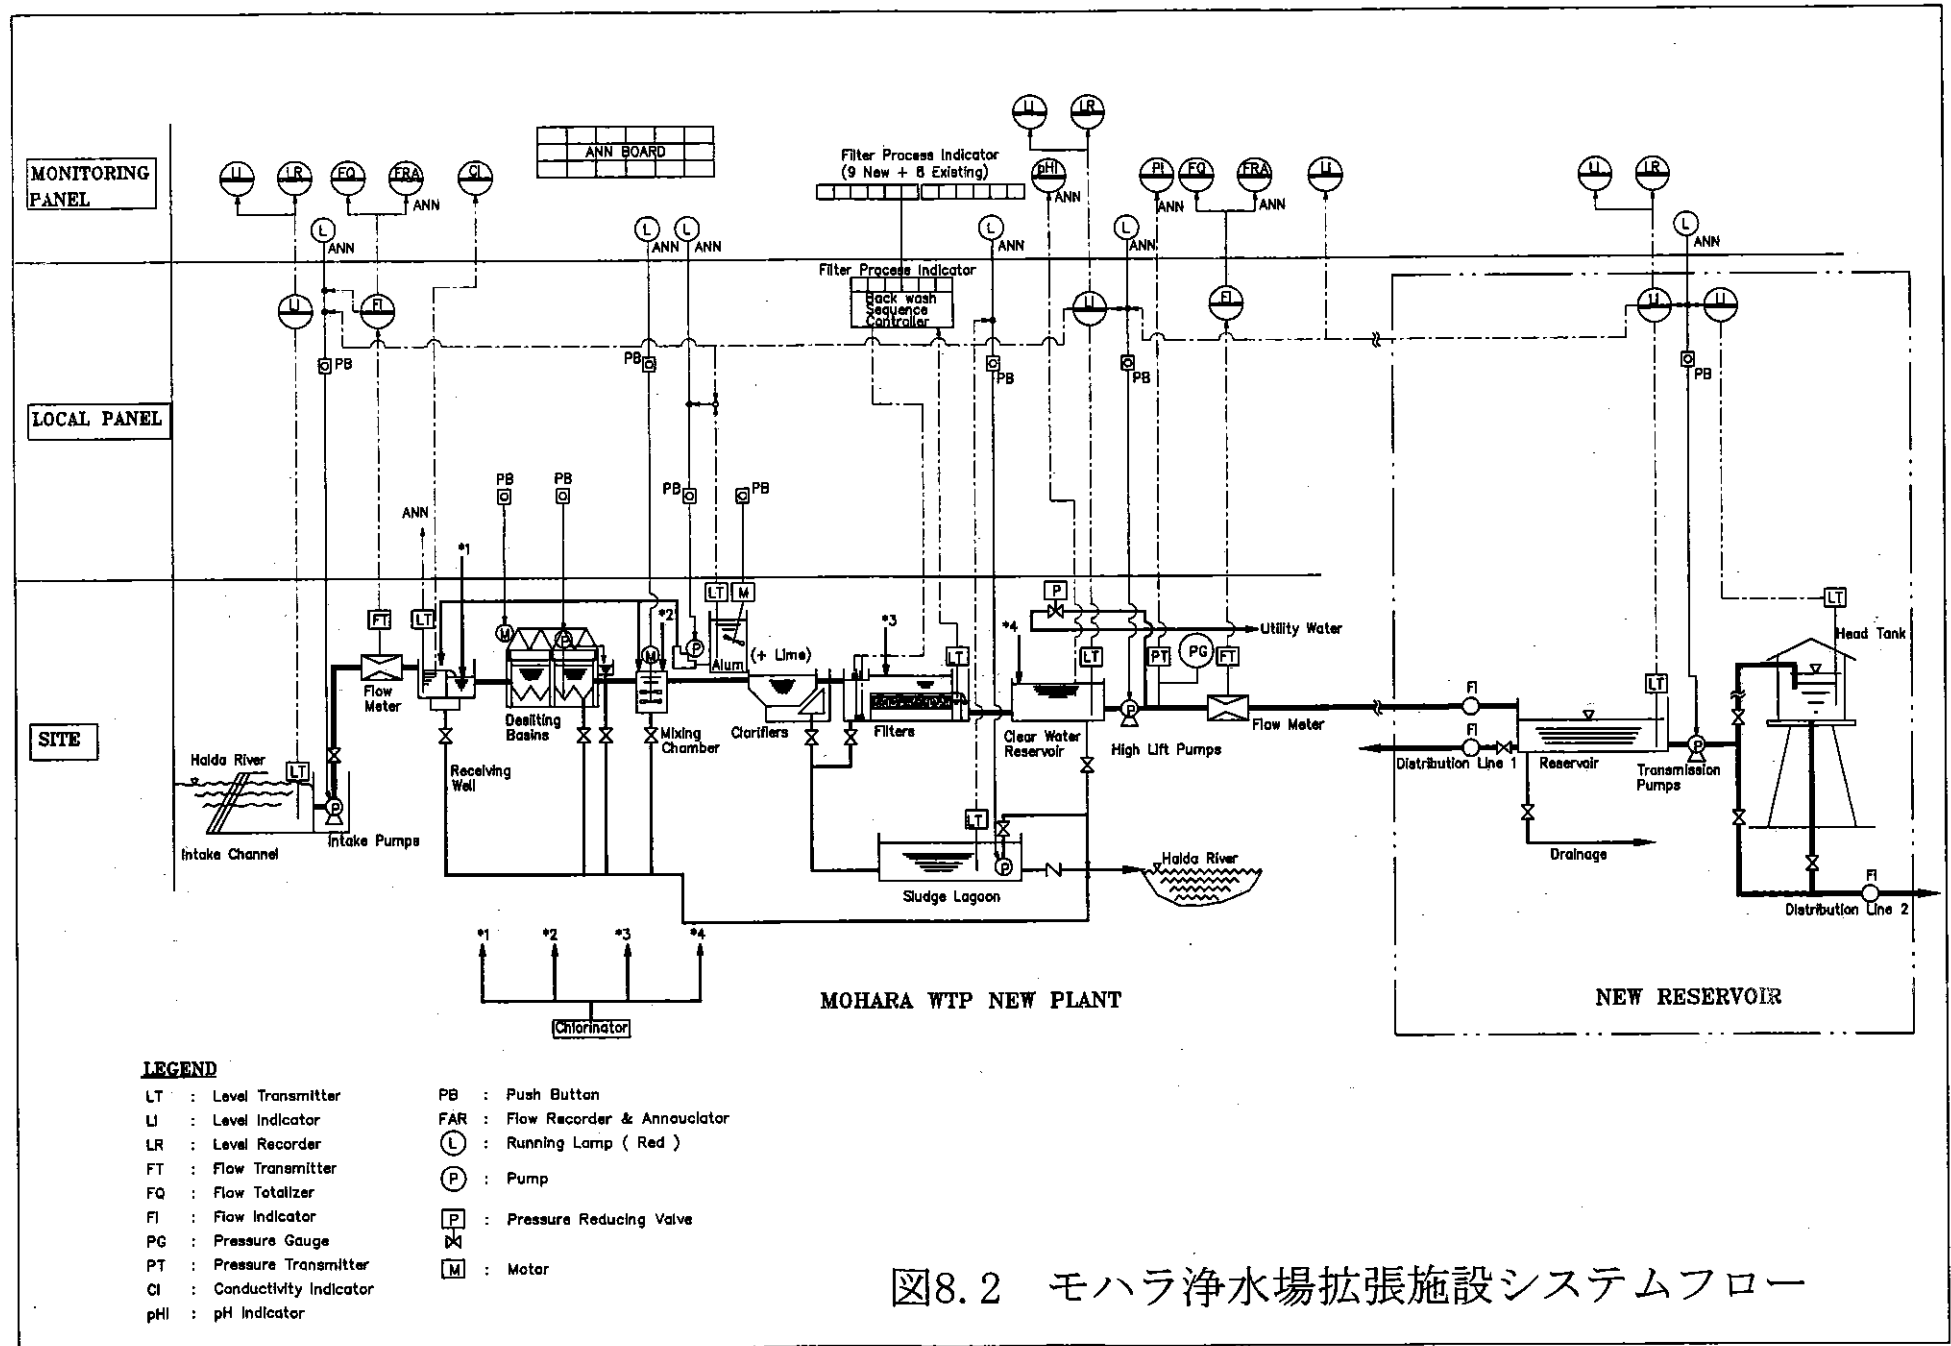 LI LR
ANN BOARD
Filter Process Indicator
(9 New + 8 Existing)
MONITORING
PANEL
LI LR FQ FRA CI pHI PI FQ FRA LI LI LR
ANN ANN ANN ANN
L L L L L L
ANN ANN ANN ANN ANN ANN
Filter Process Indicator
Back wash
Sequence
Controller
LI FI LI FI LI LI
PB PB PB PB PB
LOCAL PANEL
PB PB PB PB
ANN
*1
LT M P
FT LT *2 *3 *4 Utility Water LT
M P M P Alum (+ Lime) LT LT PT PG FT Head Tank
Flow
Meter
Desilting
Basins
Mixing
Chamber
Clarifiers
Filters
Clear Water
Reservoir
P
High Lift Pumps
Flow Meter
FI
LT
SITE
FI
Distribution Line 1
Reservoir
P
Transmission
Pumps
Halda River
LT
Receiving
Well
P
Intake Pumps
Intake Channel
LT
P
Halda River
Drainage
Sludge Lagoon
FI
Distribution Line 2
*1 *2 *3 *4
Chlorinator
MOHARA WTP NEW PLANT
NEW RESERVOIR
LEGEND
LT : Level Transmitter
LI : Level Indicator
LR : Level Recorder
FT : Flow Transmitter
FQ : Flow Totalizer
FI : Flow Indicator
PG : Pressure Gauge
PT : Pressure Transmitter
CI : Conductivity Indicator
pHI : pH Indicator
PB : Push Button
FAR : Flow Recorder & Annouciator
L : Running Lamp ( Red )
P : Pump
P : Pressure Reducing Valve
M : Motor
図8.2 モハラ浄水場拡張施設システムフロー